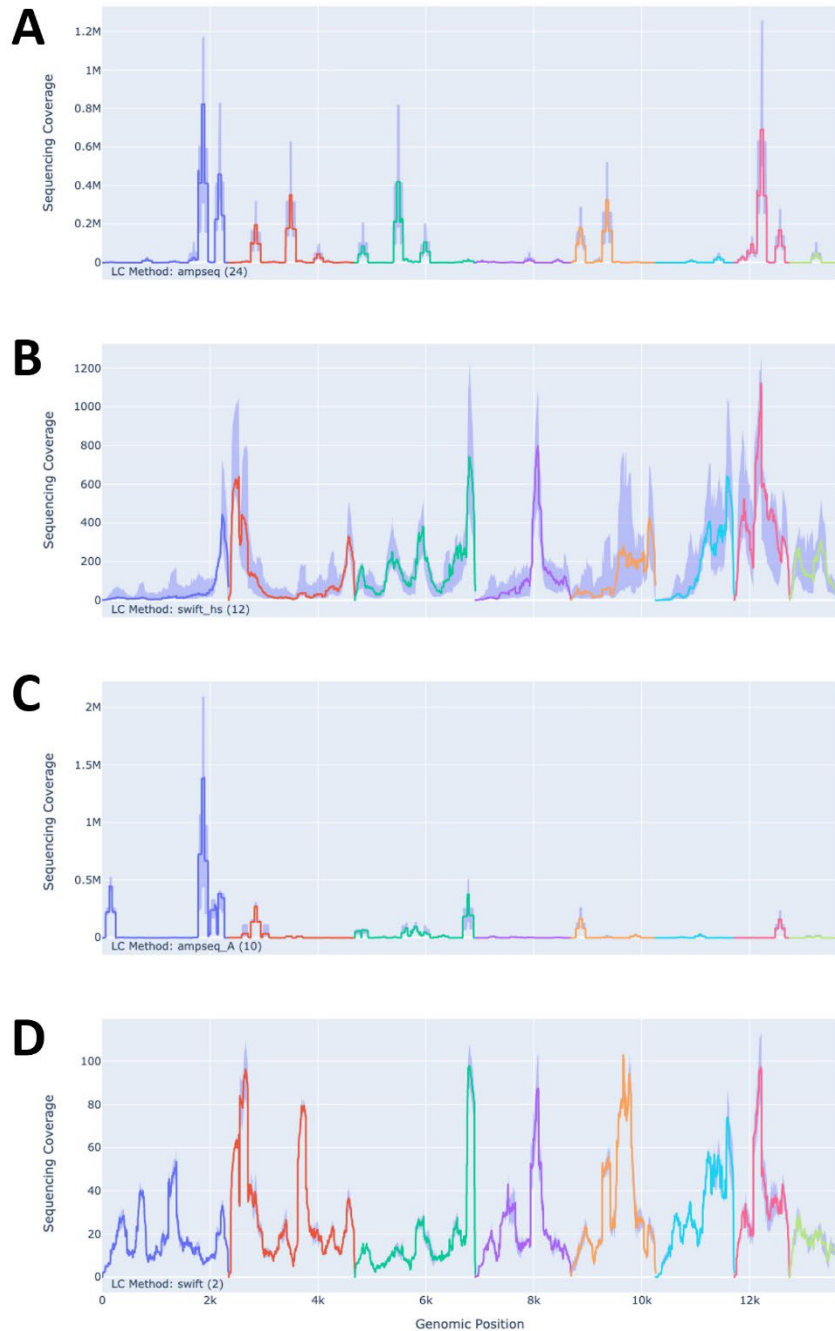 A
Sequencing Coverage
1.2M
1M
0.8M
0.6M
0.4M
0.2M
0
LC Method: ampseq (24)
B
Sequencing Coverage
1200
1000
800
600
400
200
0
LC Method: swift_hs (12)
C
Sequencing Coverage
2M
1.5M
1M
0.5M
0
LC Method: ampseq_A (10)
D
Sequencing Coverage
100
80
60
40
20
0
LC Method: swift (2)
0 2k 4k 6k 8k 10k 12k
Genomic Position